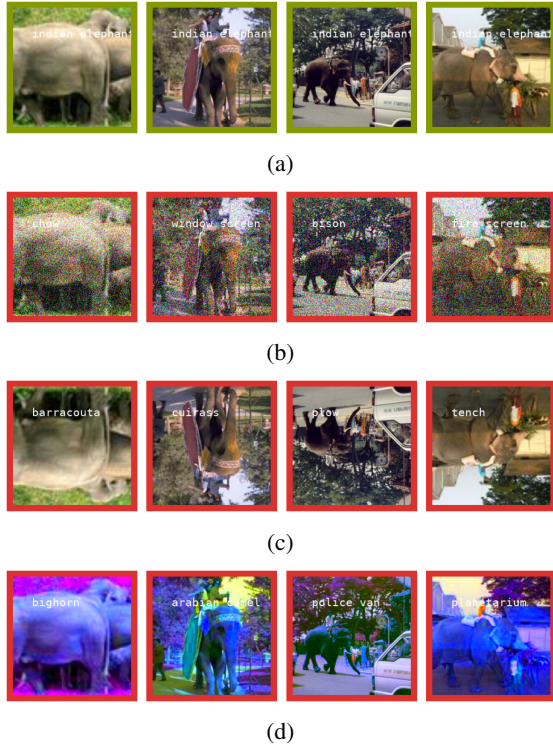 indian elephant indian elephant indian elephant indian elephant
(a)
chow window screen bison fire screen
(b)
barracouta cuirass plow tench
(c)
bighorn arabian camel police van planetarium
(d)